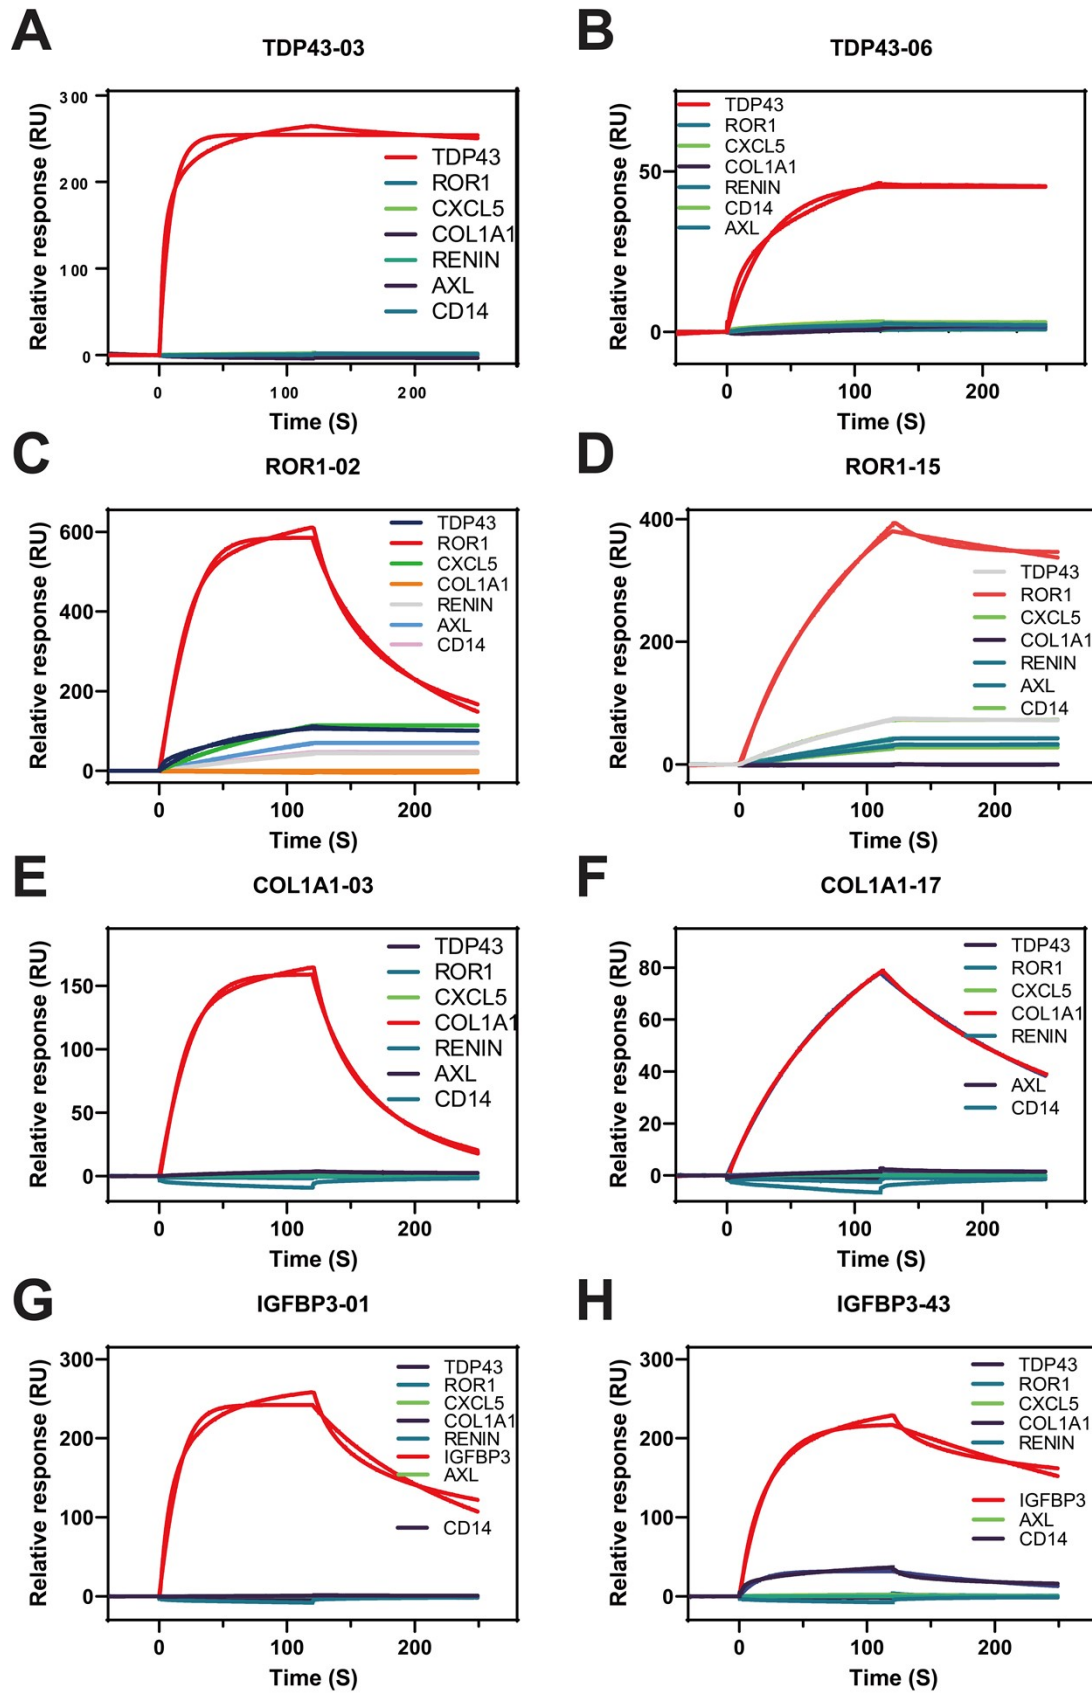 A
TDP43-03
Relative response (RU)
300
200
100
0
0
100
200
Time (S)
TDP43
ROR1
CXCL5
COL1A1
RENIN
AXL
CD14
B
TDP43-06
Relative response (RU)
50
0
0
100
200
Time (S)
TDP43
ROR1
CXCL5
COL1A1
RENIN
CD14
AXL
C
ROR1-02
Relative response (RU)
600
400
200
0
0
100
200
Time (S)
TDP43
ROR1
CXCL5
COL1A1
RENIN
AXL
CD14
D
ROR1-15
Relative response (RU)
400
200
0
0
100
200
Time (S)
TDP43
ROR1
CXCL5
COL1A1
RENIN
AXL
CD14
E
COL1A1-03
Relative response (RU)
150
100
50
0
0
100
200
Time (S)
TDP43
ROR1
CXCL5
COL1A1
RENIN
AXL
CD14
F
COL1A1-17
Relative response (RU)
80
60
40
20
0
0
100
200
Time (S)
TDP43
ROR1
CXCL5
COL1A1
RENIN
AXL
CD14
G
IGFBP3-01
Relative response (RU)
300
200
100
0
0
100
200
Time (S)
TDP43
ROR1
CXCL5
COL1A1
RENIN
IGFBP3
AXL
CD14
H
IGFBP3-43
Relative response (RU)
300
200
100
0
0
100
200
Time (S)
TDP43
ROR1
CXCL5
COL1A1
RENIN
IGFBP3
AXL
CD14